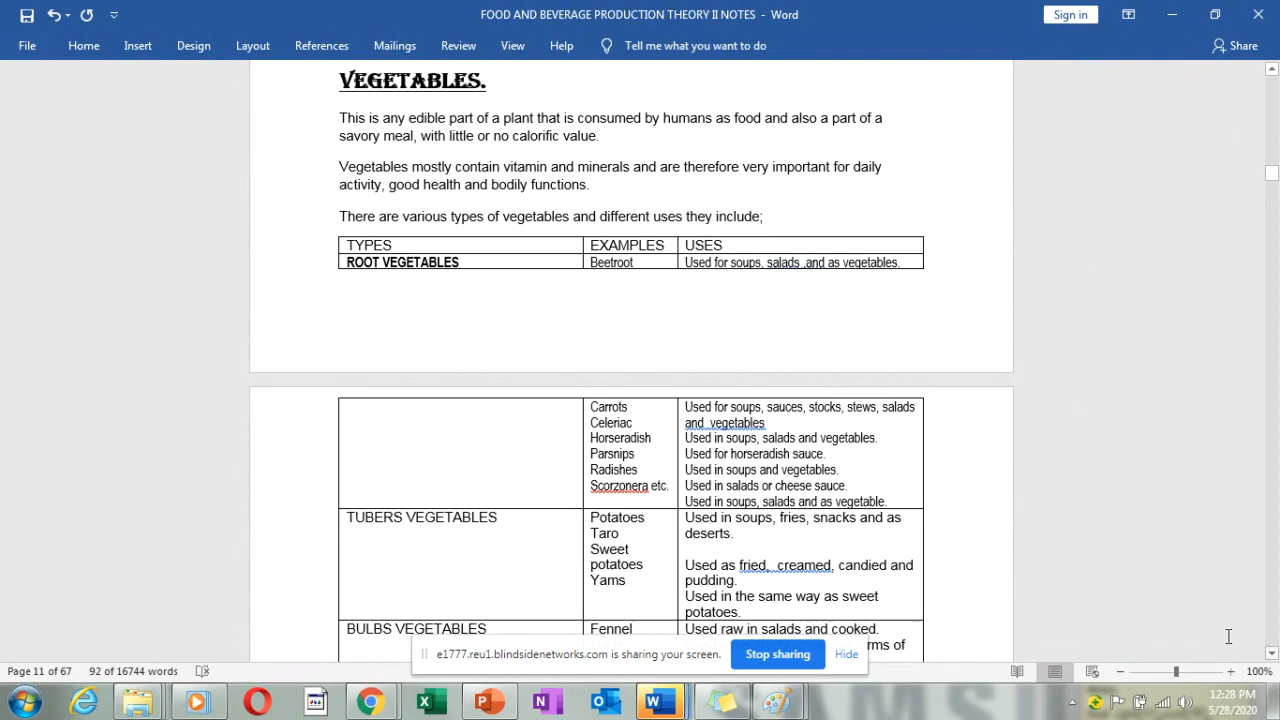 FOOD AND BEVERAGE PRODUCTION THEORY II NOTES - Word
Sign in
File Home Insert Design Layout References Mailings Review View Help Tell me what you want to do Share
VEGETABLES.
This is any edible part of a plant that is consumed by humans as food and also a part of a
savory meal, with little or no calorific value.
Vegetables mostly contain vitamin and minerals and are therefore very important for daily
activity, good health and bodily functions.
There are various types of vegetables and different uses they include;
TYPES EXAMPLES USES
ROOT VEGETABLES Beetroot Used for soups, salads ,and as vegetables.
Carrots Used for soups, sauces, stocks, stews, salads
Celeriac and vegetables
Horseradish Used in soups, salads and vegetables.
Parsnips Used for horseradish sauce.
Radishes Used in soups and vegetables.
Scorzonera etc. Used in salads or cheese sauce.
Used in soups, salads and as vegetable.
TUBERS VEGETABLES Potatoes Used in soups, fries, snacks and as
Taro deserts.
Sweet
potatoes Used as fried, creamed, candied and
Yams pudding.
Used in the same way as sweet
potatoes.
BULBS VEGETABLES Fennel Used raw in salads and cooked.
rms of
e1777.reu1.blindsidenetworks.com is sharing your screen. Stop sharing Hide
Page 11 of 67 92 of 16744 words 100%
12:28 PM
5/28/2020